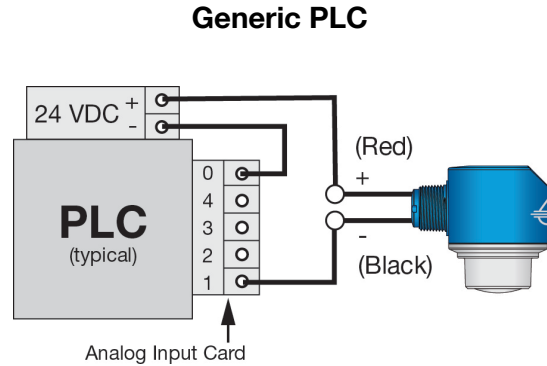 Generic PLC
24 VDC + -
PLC
(typical)
0
4
3
2
1
(Red)
+
-
(Black)
Analog Input Card